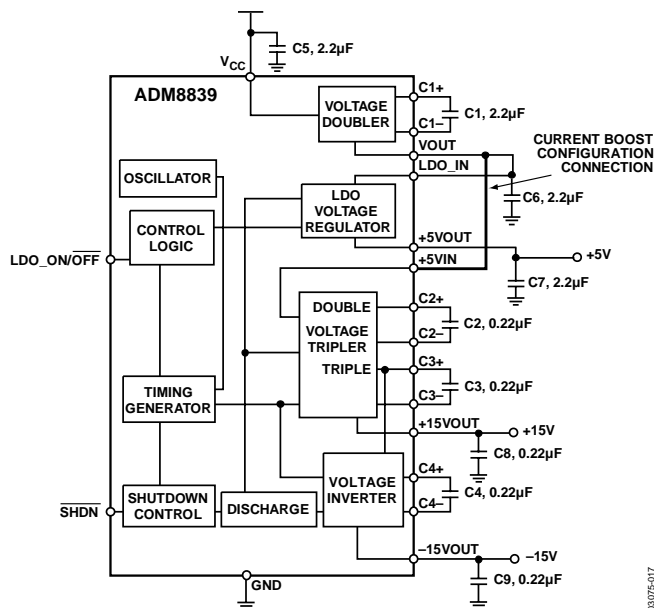 C5, 2.2µF
VCC
ADM8839
VOLTAGE
DOUBLER
C1+
C1–
C1, 2.2µF
CURRENT BOOST
CONFIGURATION
CONNECTION
VOUT
LDO_IN
C6, 2.2µF
OSCILLATOR
LDO
VOLTAGE
REGULATOR
CONTROL
LOGIC
LDO_ON/OFF
+5VOUT
+5V
+5VIN
C7, 2.2µF
DOUBLE
VOLTAGE
TRIPLER
TRIPLE
C2+
C2–
C2, 0.22µF
C3+
C3–
C3, 0.22µF
TIMING
GENERATOR
+15VOUT
+15V
C8, 0.22µF
VOLTAGE
INVERTER
C4+
C4–
C4, 0.22µF
SHDN
SHUTDOWN
CONTROL
DISCHARGE
–15VOUT
–15V
C9, 0.22µF
GND
03075-017